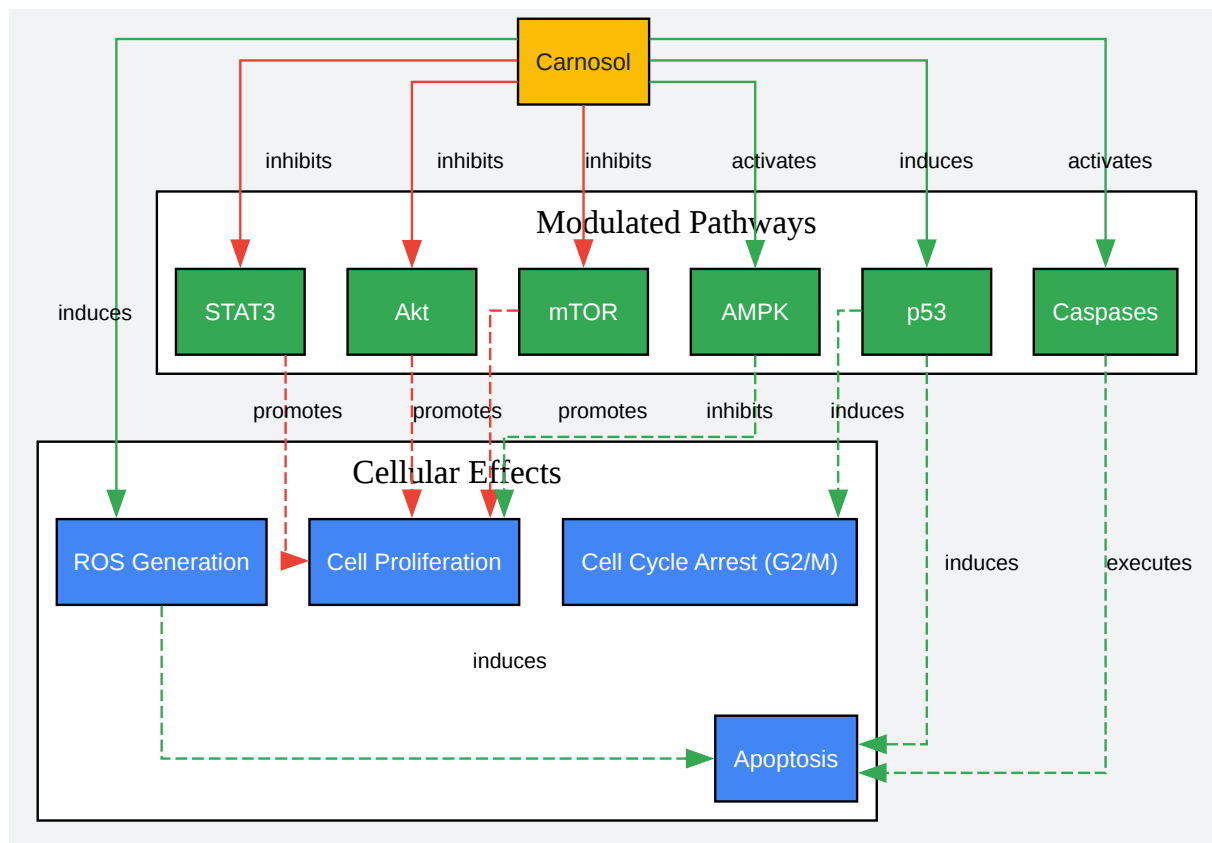 Carnosol
inhibits
inhibits
inhibits
activates
induces
activates
Modulated Pathways
STAT3
Akt
mTOR
AMPK
p53
Caspases
induces
promotes
promotes
promotes
inhibits
induces
Cellular Effects
ROS Generation
Cell Proliferation
Cell Cycle Arrest (G2/M)
induces
executes
induces
Apoptosis